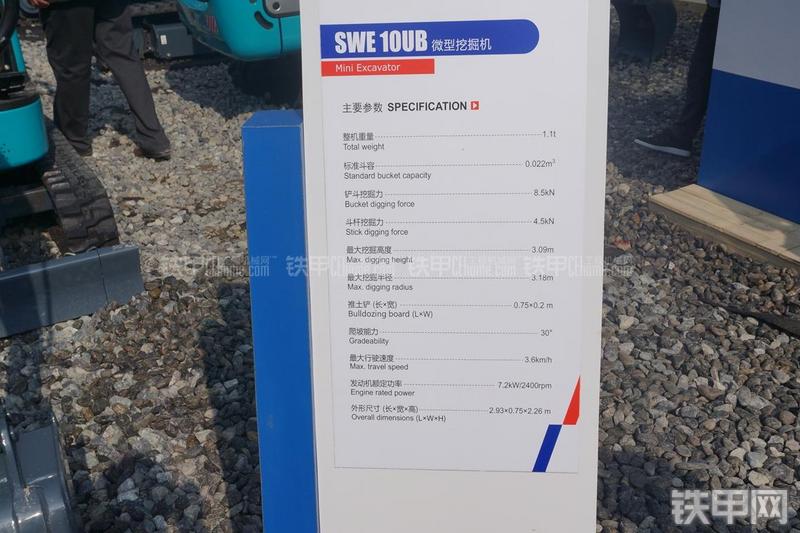 SWE 10UB 微型挖掘机
Mini Excavator
主要参数 SPECIFICATION
整机重量 1.1t
Total weight
标准斗容 0.022m³
Standard bucket capacity
铲斗挖掘力 8.5kN
Bucket digging force
斗杆挖掘力 4.5kN
Stick digging force
最大挖掘高度 3.09m
Max. digging height
最大挖掘半径 3.18m
Max. digging radius
推土铲 (长×宽) 0.75×0.2 m
Bulldozing board (L×W)
爬坡能力 30°
Gradeability
最大行驶速度 3.6km/h
Max. travel speed
发动机额定功率 7.2kW/2400rpm
Engine rated power
外形尺寸 (长×宽×高) 2.93×0.75×2.26 m
Overall dimensions (L×W×H)
铁甲网